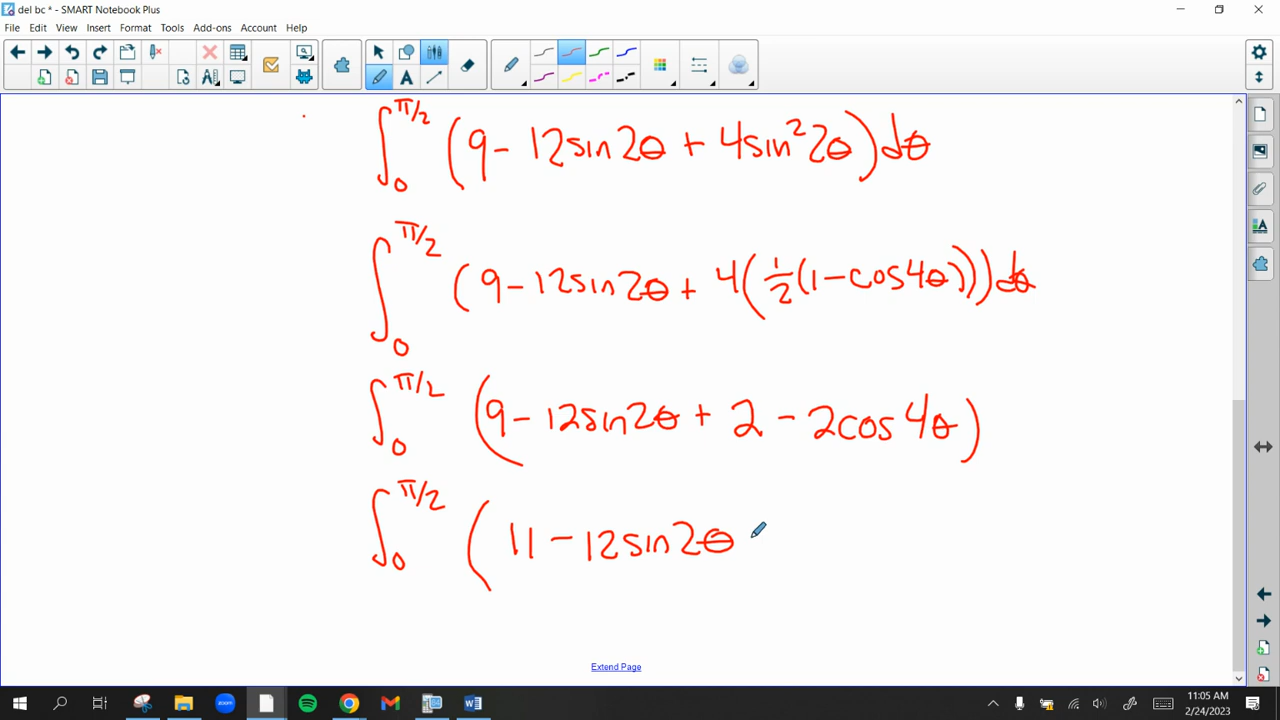 del bc * - SMART Notebook Plus
File Edit View Insert Format Tools Add-ons Account Help
∫₀^π/2 (9 - 12sin2θ + 4sin²2θ)dθ
∫₀^π/2 (9 - 12sin2θ + 4(1/2(1-cos4θ)))dθ
∫₀^π/2 (9 - 12sin2θ + 2 - 2cos4θ)
∫₀^π/2 (11 - 12sin2θ
Extend Page
11:05 AM
2/24/2023